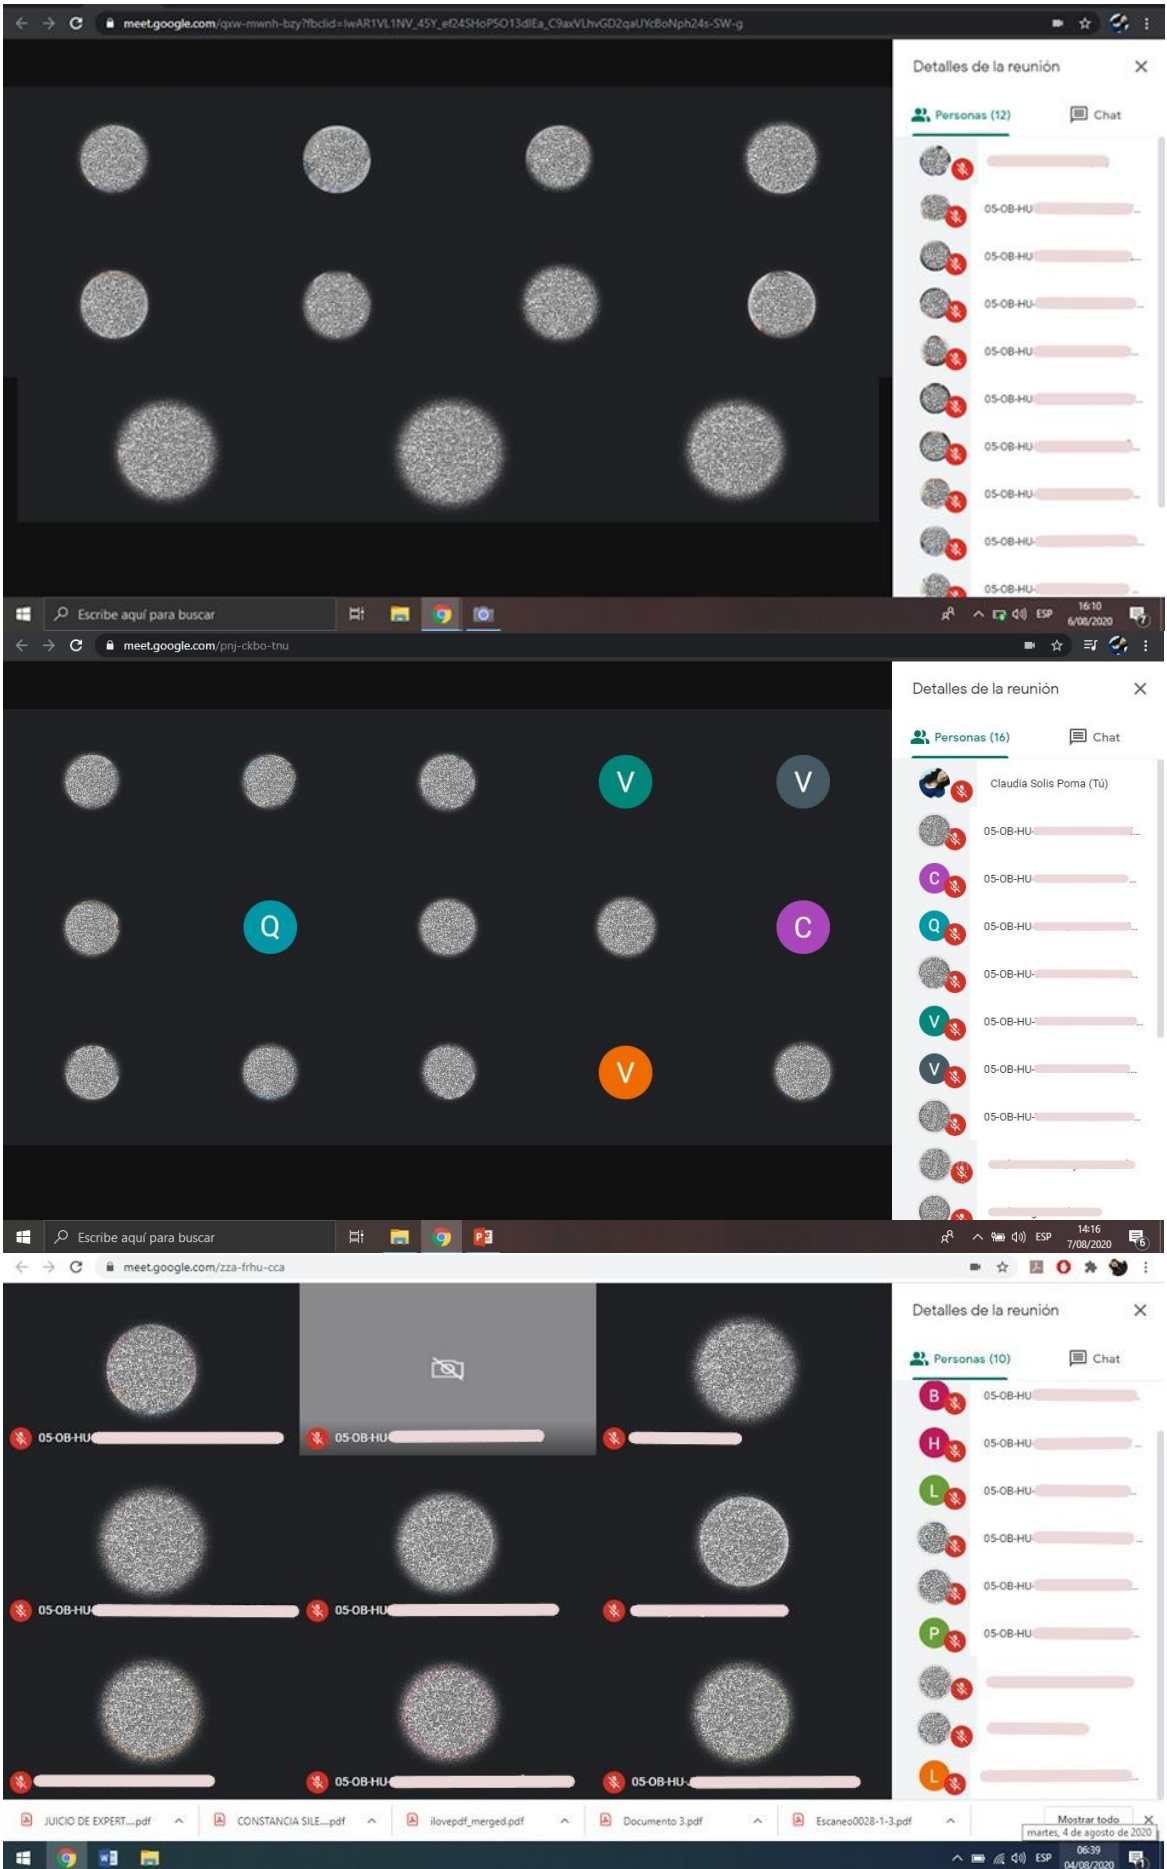 meet.google.com/qxw-mwnh-bzy?fbclid=IwAR1VL1NV_45Y_ef24SHoP5O13dlEa_C9axVLhvGD2qaUYcBoNph24s-SW-g
Detalles de la reunión
Personas (12)
Chat
05-OB-HU
05-OB-HU
05-OB-HU-
05-OB-HU
05-OB-HU
05-OB-HU
05-OB-HU
05-OB-HU
05-OB-HU-
Escribe aquí para buscar
ESP
16:10
6/08/2020
7
meet.google.com/pnj-ckbo-tnu
Detalles de la reunión
Personas (16)
Chat
V
V
Claudia Solis Poma (Tú)
05-OB-HU-
C
05-OB-HU
Q
C
Q
05-OB-HU-
05-OB-HU-
V
05-OB-HU-
V
V
05-OB-HU-
05-OB-HU-
Escribe aquí para buscar
ESP
14:16
7/08/2020
6
meet.google.com/zza-frhu-cca
Detalles de la reunión
Personas (10)
Chat
B
05-OB-HU
05-OB-HU
05-OB-HU
H
05-OB-HU
L
05-OB-HU-
05-OB-HU
05-OB-HU-
05-OB-HU
05-OB-HU
P
05-OB-HU
05-OB-HU-
05-OB-HU-
L
JUICIO DE EXPERT....pdf
CONSTANCIA SILE....pdf
ilovepdf_merged.pdf
Documento 3.pdf
Escaneo0028-1-3.pdf
Mostrar todo
martes, 4 de agosto de 2020
ESP
06:39
04/08/2020
1